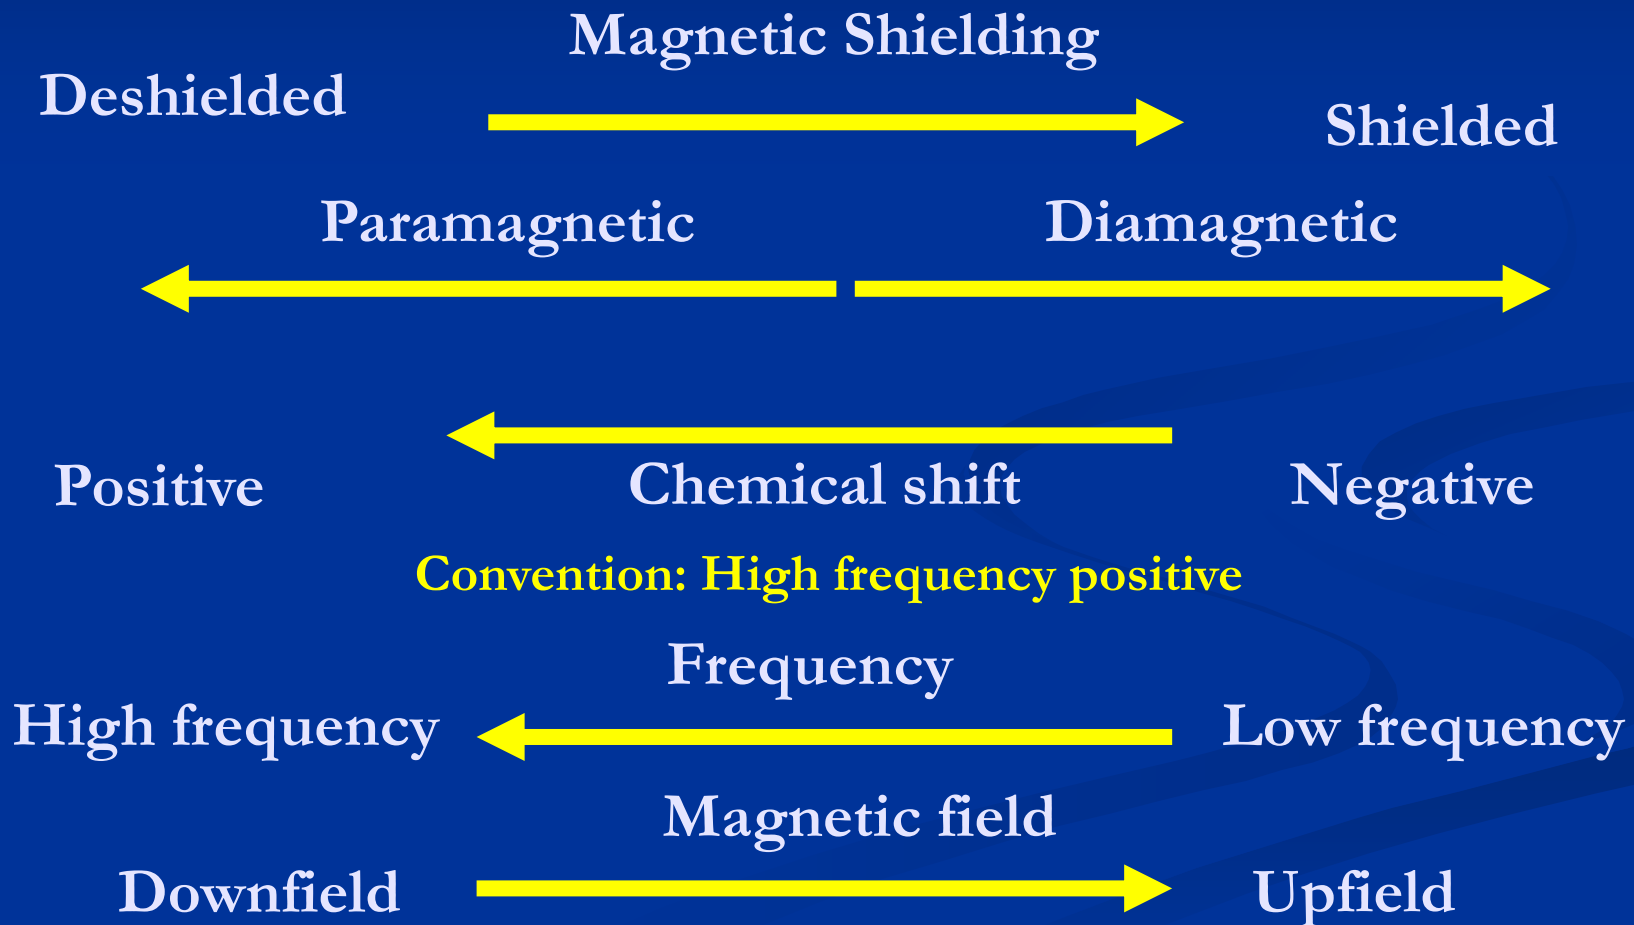 Magnetic Shielding
Deshielded
Shielded
Paramagnetic Diamagnetic
Positive Chemical shift Negative
Convention: High frequency positive
Frequency
High frequency Low frequency
Magnetic field
Downfield Upfield